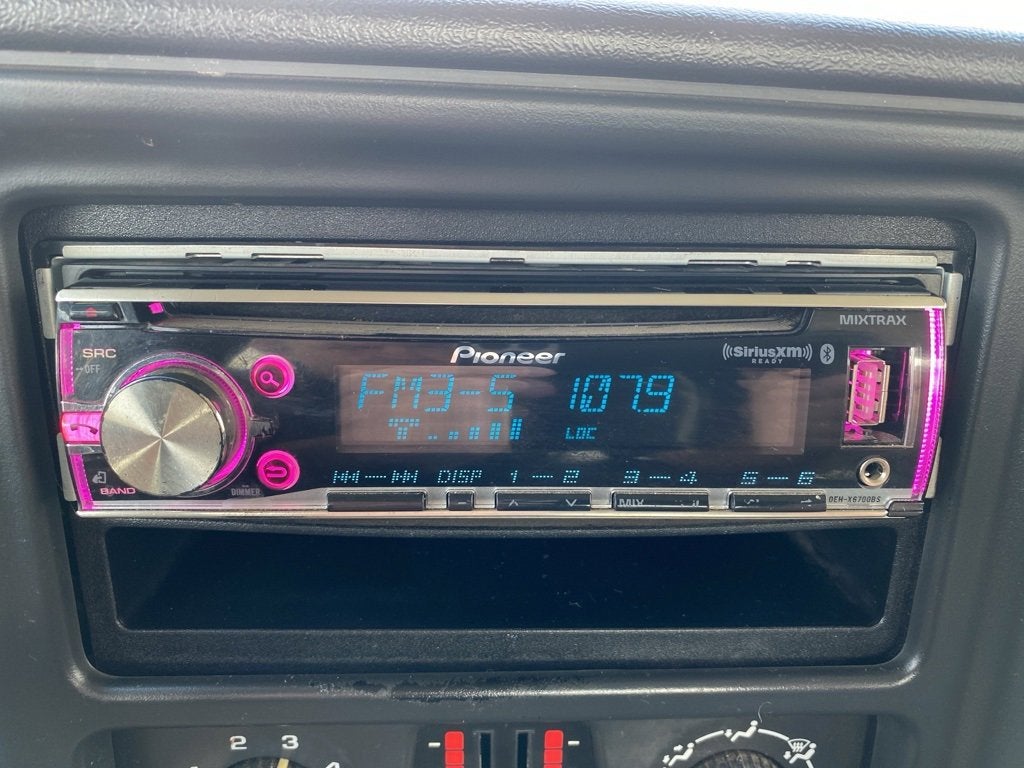 MIXTRAX
Pioneer
((SiriusXM))
READY
SRC
OFF
FM3-5 107.9
LOC
DISP 1 — 2 3 — 4 5 — 6
BAND
DIMMER
MIX
DEH-X6700BS
2 3 4